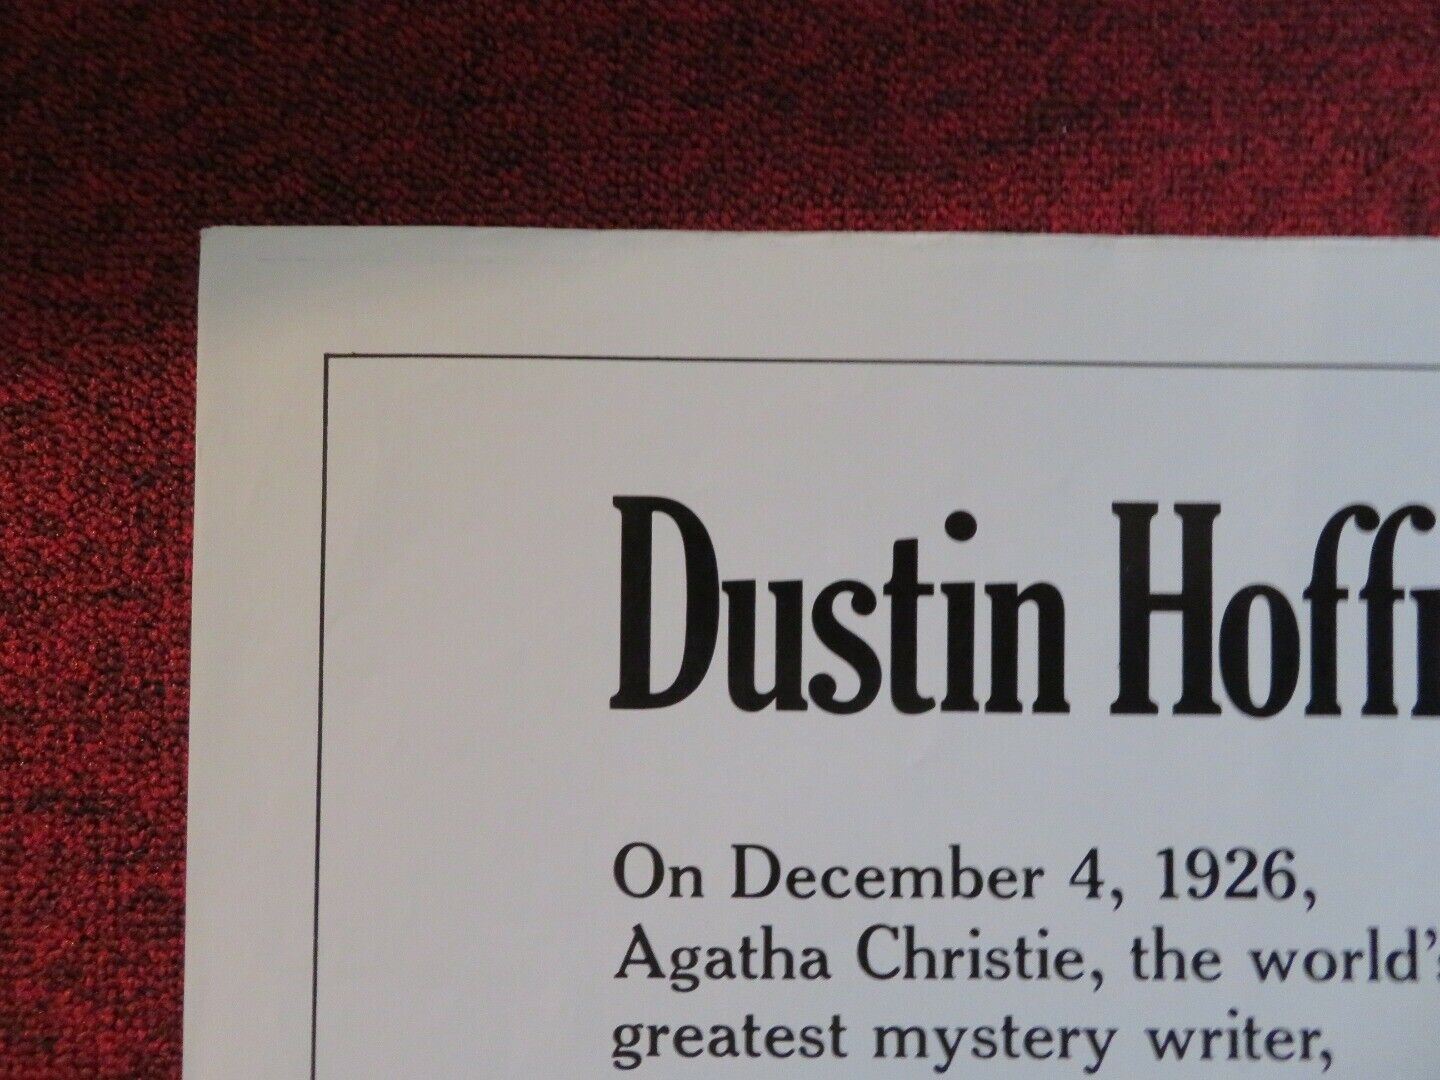 Dustin Hoff
On December 4, 1926,
Agatha Christie, the world's
greatest mystery writer,